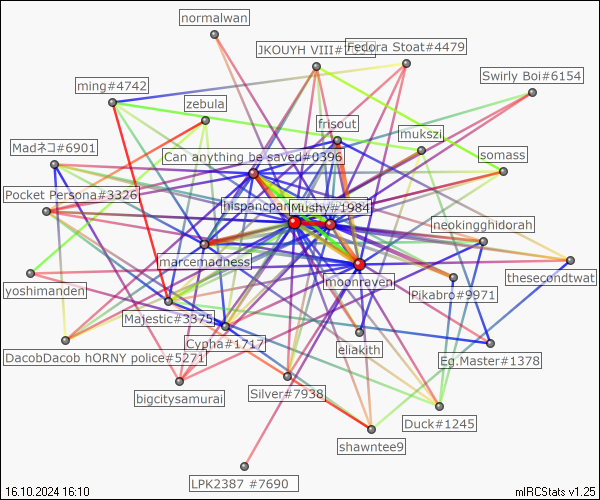 normalwan
JKOUYH VIII#7
Fedora Stoat#4479
Swirly Boi#6154
ming#4742
zebula
frisout
mukszi
Madネコ#6901
Can anything be saved#0396
somass
Pocket Persona#3326
hispancpan
Mushy#1984
neokingghidorah
marcemadness
moonraven
thesecondtwat
yoshimanden
Pikabro#9971
Majestic#3375
Cypha#1717
eliakith
DacobDacob hORNY police#5271
Eg.Master#1378
bigcitysamurai
Silver#7938
Duck#1245
shawntee9
LPK2387 #7690
16.10.2024 16:10
mIRCStats v1.25